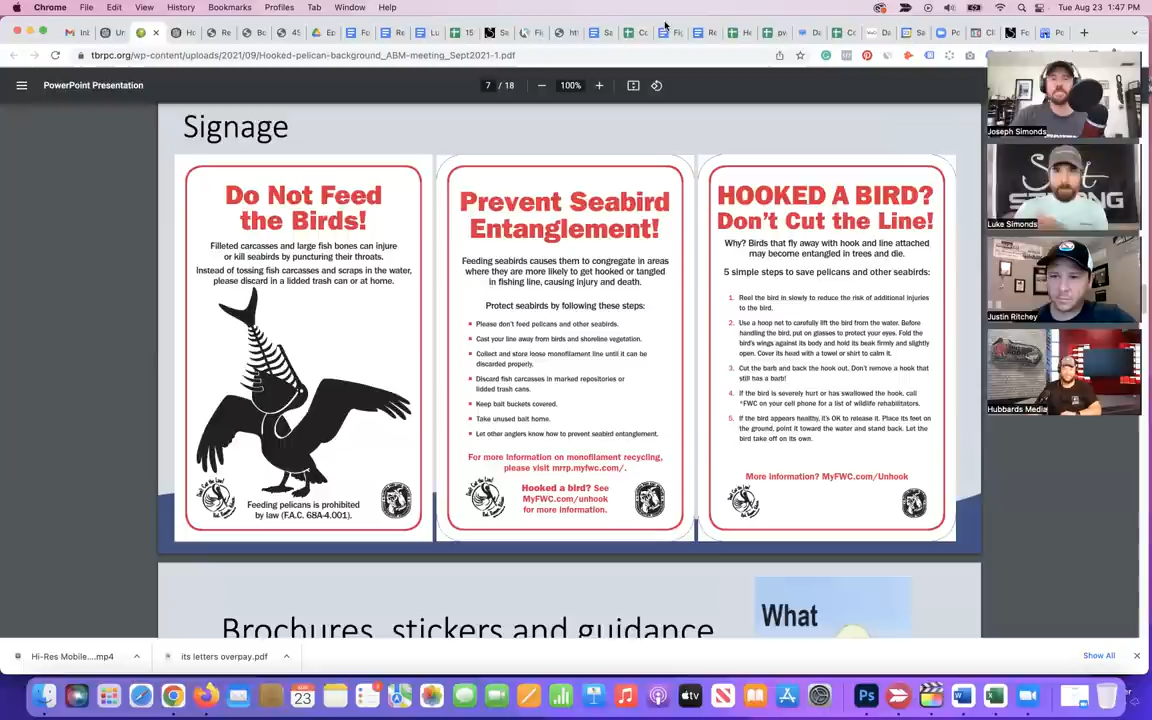 Chrome File Edit View History Bookmarks Profiles Tab Window Help Tue Aug 23 1:47 PM
tbrpc.org/wp-content/uploads/2021/09/Hooked-pelican-background_ABM-meeting_Sept2021-1.pdf
PowerPoint Presentation 7 / 18 100%
Signage
Do Not Feed
the Birds!
Filleted carcasses and large fish bones can injure
or kill seabirds by puncturing their throats.
Instead of tossing fish carcasses and scraps in the water,
please discard in a lidded trash can or at home.
Feeding pelicans is prohibited
by law (F.A.C. 68A-4.001).
Prevent Seabird
Entanglement!
Feeding seabirds causes them to congregate in areas
where they are more likely to get hooked or tangled
in fishing line, causing injury and death.
Protect seabirds by following these steps:
Please don't feed pelicans and other seabirds.
Cast your line away from birds and shoreline vegetation.
Collect and store loose monofilament line until it can be
discarded properly.
Discard fish carcasses in marked repositories or
lidded trash cans.
Keep bait buckets covered.
Take unused bait home.
Let other anglers know how to prevent seabird entanglement.
For more information on monofilament recycling,
please visit mrrp.myfwc.com/.
Hooked a bird? See
MyFWC.com/unhook
for more information.
HOOKED A BIRD?
Don't Cut the Line!
Why? Birds that fly away with hook and line attached
may become entangled in trees and die.
5 simple steps to save pelicans and other seabirds:
1. Reel the bird in slowly to reduce the risk of additional injuries
to the bird.
2. Use a hoop net to carefully lift the bird from the water. Before
handling the bird, put on glasses to protect your eyes. Fold the
bird's wings against its body and hold its beak firmly and slightly
open. Cover its head with a towel or shirt to calm it.
3. Cut the barb and back the hook out. Don't remove a hook that
still has a barb!
4. If the bird is severely hurt or has swallowed the hook, call
*FWC on your cell phone for a list of wildlife rehabilitators.
5. If the bird appears healthy, it's OK to release it. Place its feet on
the ground, point it toward the water and stand back. Let the
bird take off on its own.
More information? MyFWC.com/Unhook
Joseph Simonds
Luke Simonds
Justin Ritchey
Hubbards Media
Brochures, stickers and guidance
What
Hi-Res Mobile....mp4
its letters overpay.pdf
Show All